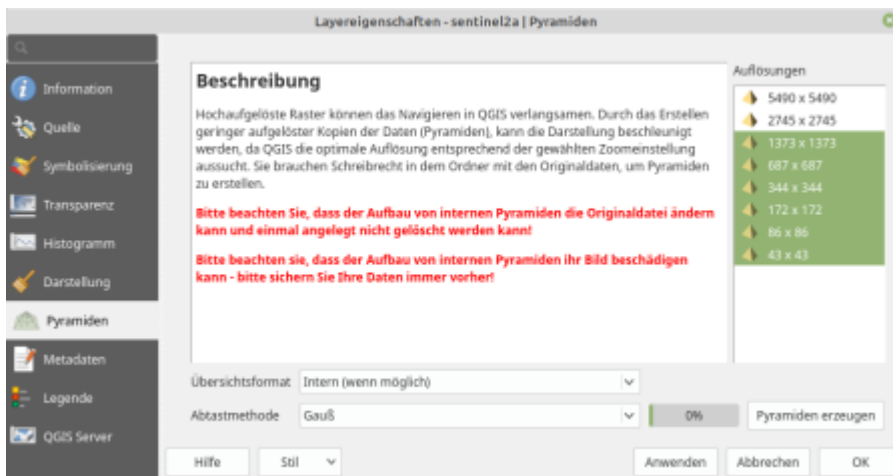 Layereigenschaften - sentinel2a | Pyramiden
Information
Quelle
Symbolisierung
Transparenz
Histogramm
Darstellung
Pyramiden
Metadaten
Legende
QGIS Server
Beschreibung
Hochaufgelöste Raster können das Navigieren in QGIS verlangsamen. Durch das Erstellen
geringer aufgelöster Kopien der Daten (Pyramiden), kann die Darstellung beschleunigt
werden, da QGIS die optimale Auflösung entsprechend der gewählten Zoomeinstellung
aussucht. Sie brauchen Schreibrecht in dem Ordner mit den Originaldaten, um Pyramiden
zu erstellen.
Bitte beachten Sie, dass der Aufbau von internen Pyramiden die Originaldatei ändern
kann und einmal angelegt nicht gelöscht werden kann!
Bitte beachten sie, dass der Aufbau von internen Pyramiden ihr Bild beschädigen
kann - bitte sichern Sie Ihre Daten immer vorher!
Auflösungen
5490 x 5490
2745 x 2745
1373 x 1373
687 x 687
344 x 344
172 x 172
86 x 86
43 x 43
Übersichtsformat Intern (wenn möglich)
Abtastmethode Gauß 0% Pyramiden erzeugen
Hilfe Stil Anwenden Abbrechen OK